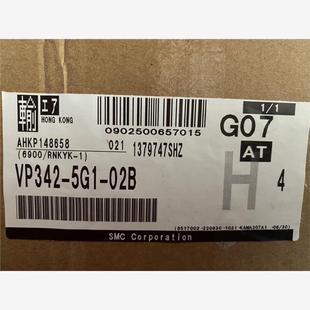 輸 エア
HONG KONG
1/1
0902500657015
G07
AHKP148658 021 1379747SHZ
(6900/RNKYK-1)
AT
VP342-5G1-02B
H 4
SMC Corporation